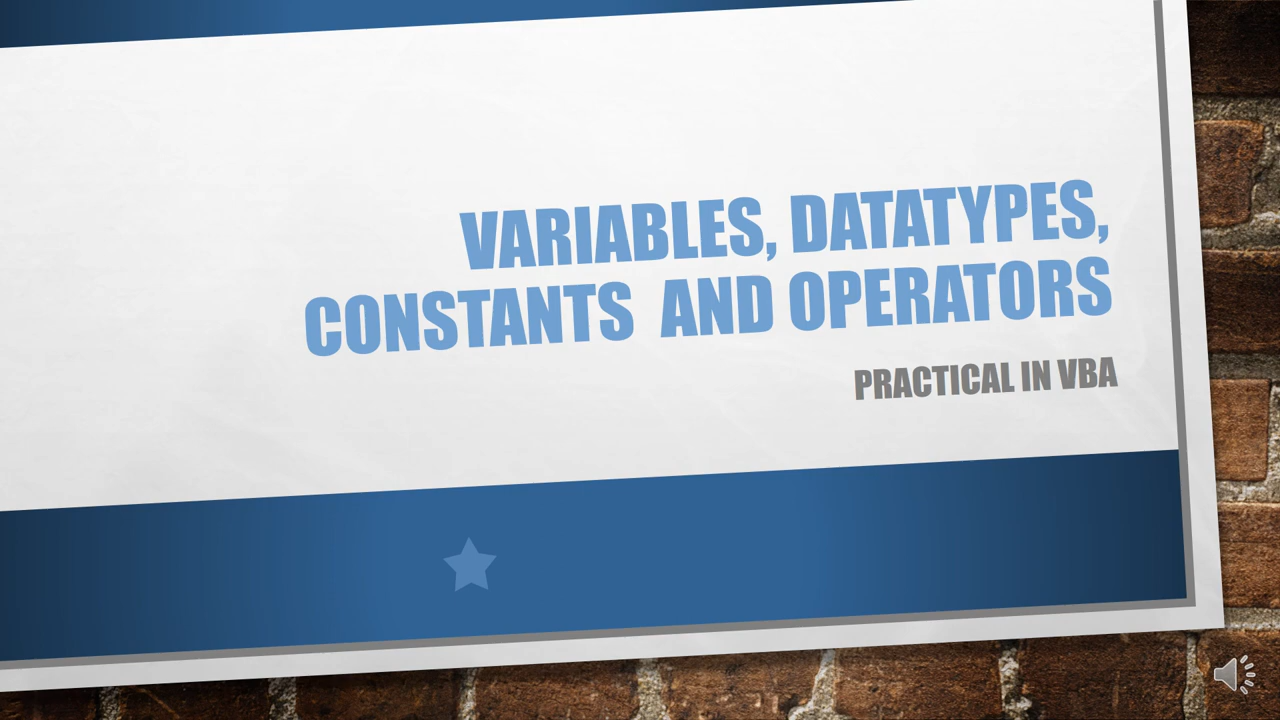 VARIABLES, DATATYPES,
CONSTANTS AND OPERATORS
PRACTICAL IN VBA